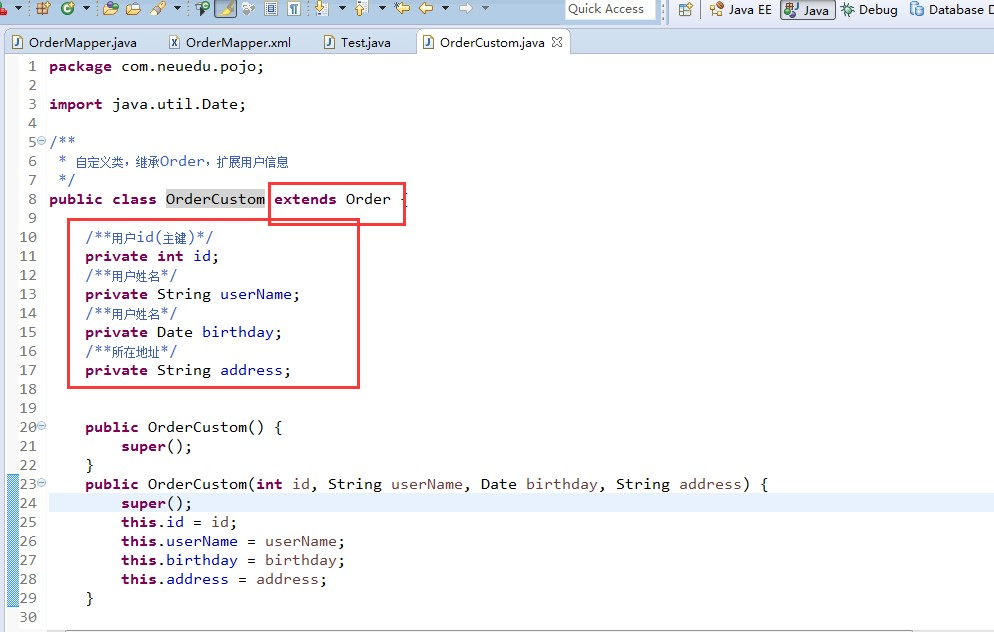 Quick Access
Java EE
Java
Debug
Database D
OrderMapper.java
OrderMapper.xml
Test.java
OrderCustom.java
1 package com.neuedu.pojo;
2
3 import java.util.Date;
4
5 /**
6 * 自定义类，继承Order，扩展用户信息
7 */
8 public class OrderCustom extends Order {
9
10 /**用户id(主键)*/
11 private int id;
12 /**用户姓名*/
13 private String userName;
14 /**用户姓名*/
15 private Date birthday;
16 /**所在地址*/
17 private String address;
18
19
20 public OrderCustom() {
21 super();
22 }
23 public OrderCustom(int id, String userName, Date birthday, String address) {
24 super();
25 this.id = id;
26 this.userName = userName;
27 this.birthday = birthday;
28 this.address = address;
29 }
30